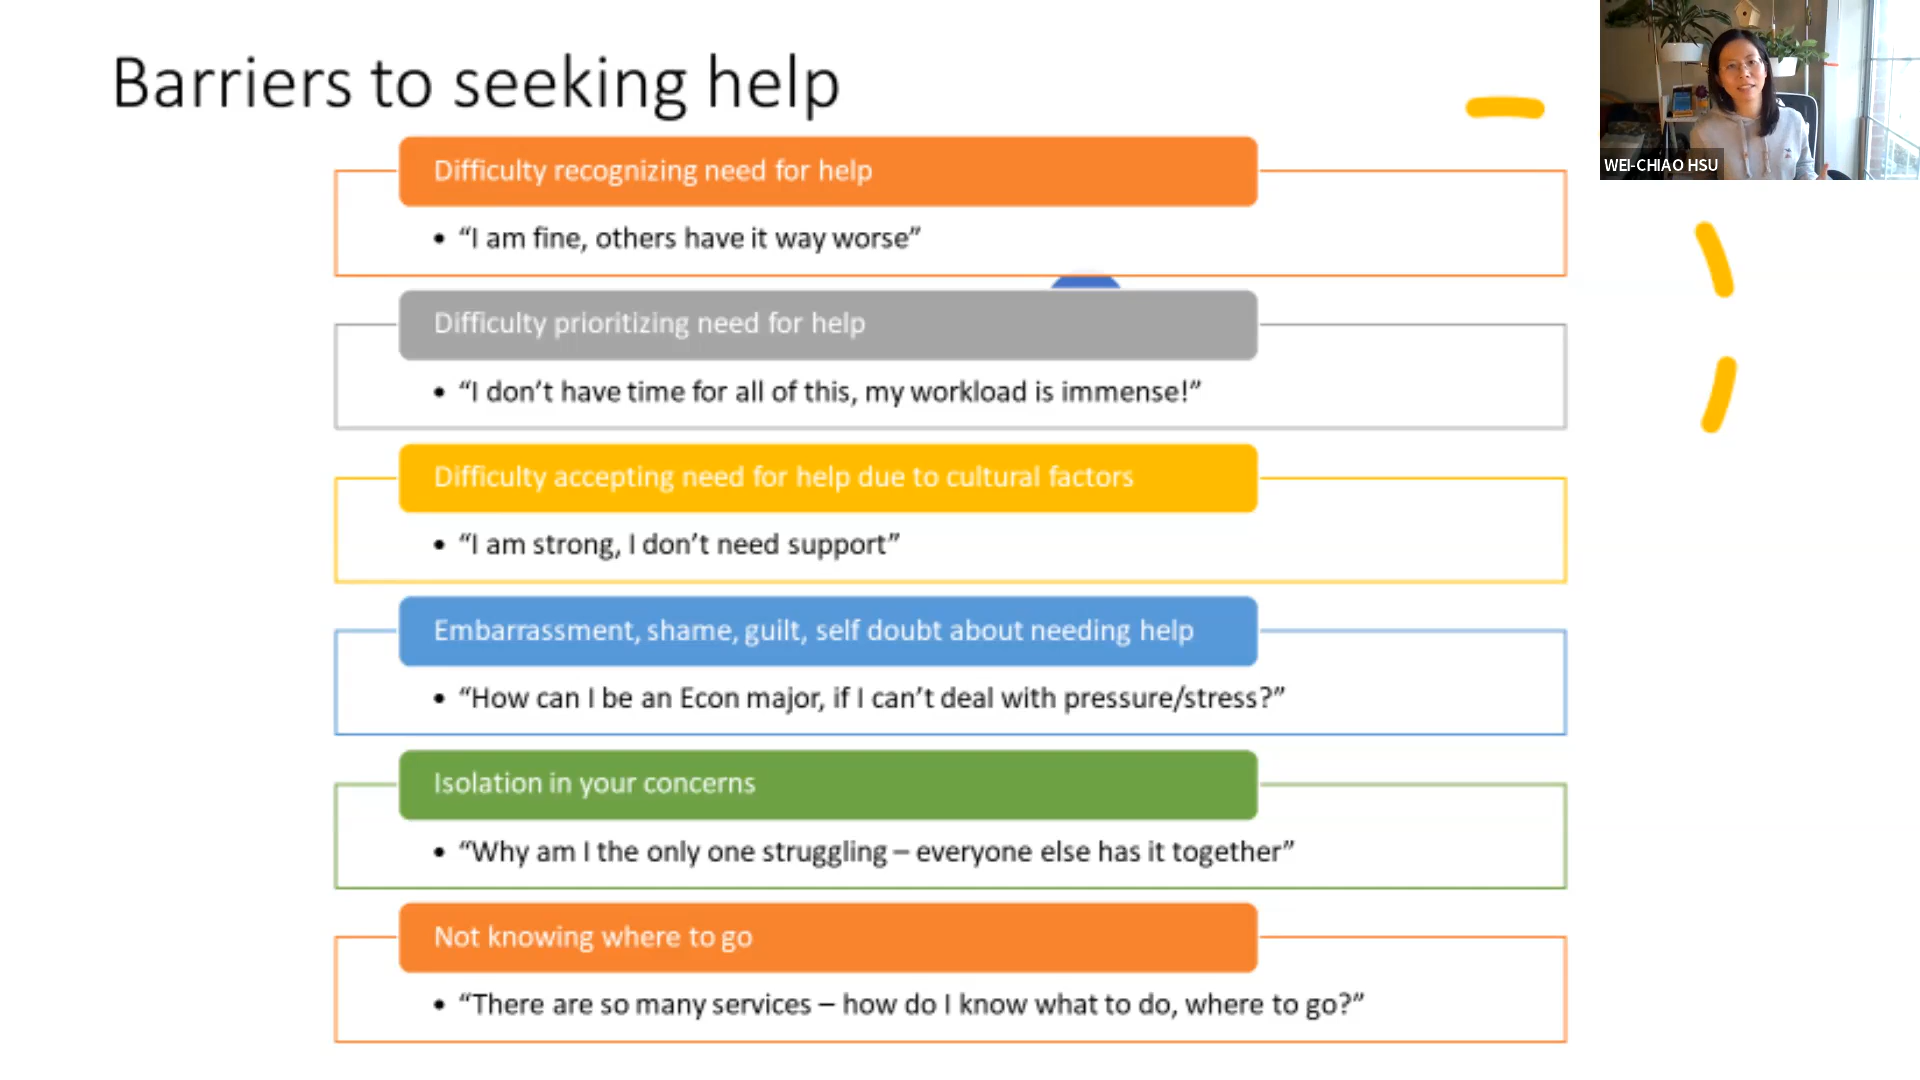 Barriers to seeking help
WEI-CHIAO HSU
Difficulty recognizing need for help
• “I am fine, others have it way worse”
Difficulty prioritizing need for help
• “I don’t have time for all of this, my workload is immense!”
Difficulty accepting need for help due to cultural factors
• “I am strong, I don’t need support”
Embarrassment, shame, guilt, self doubt about needing help
• “How can I be an Econ major, if I can’t deal with pressure/stress?”
Isolation in your concerns
• “Why am I the only one struggling – everyone else has it together”
Not knowing where to go
• “There are so many services – how do I know what to do, where to go?”